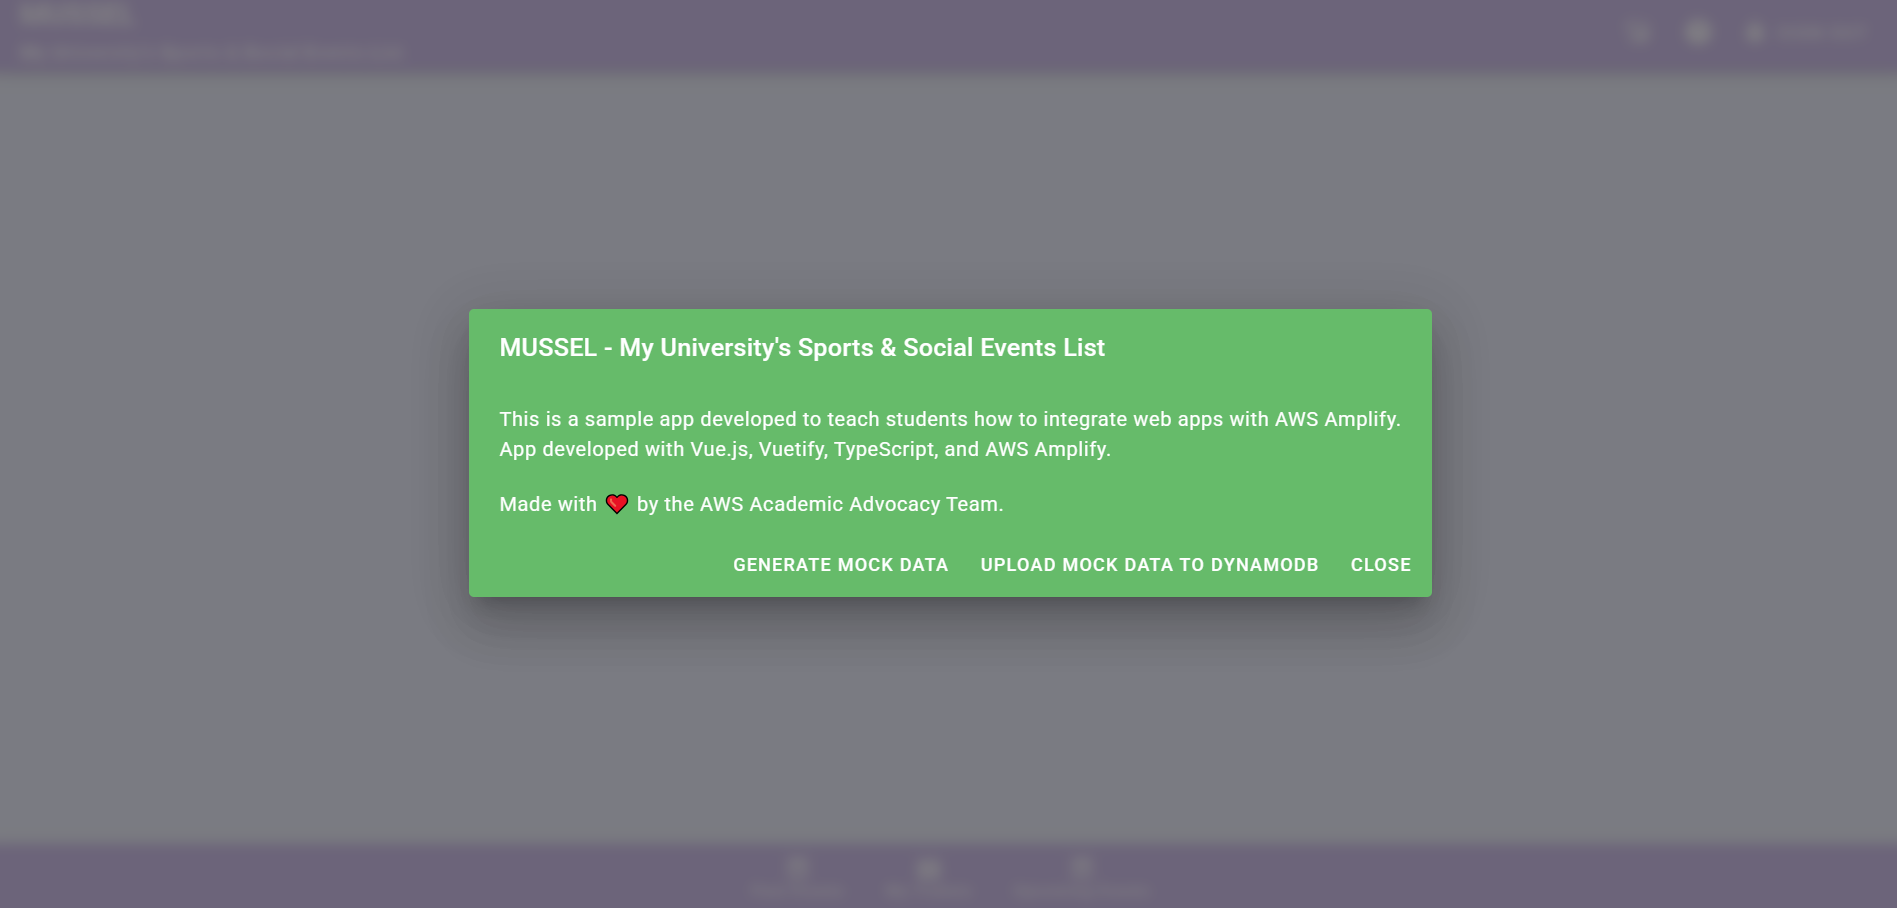 MUSSEL
MUSSEL - My University's Sports & Social Events List
This is a sample app developed to teach students how to integrate web apps with AWS Amplify.
App developed with Vue.js, Vuetify, TypeScript, and AWS Amplify.
Made with ❤ by the AWS Academic Advocacy Team.
GENERATE MOCK DATA UPLOAD MOCK DATA TO DYNAMODB CLOSE